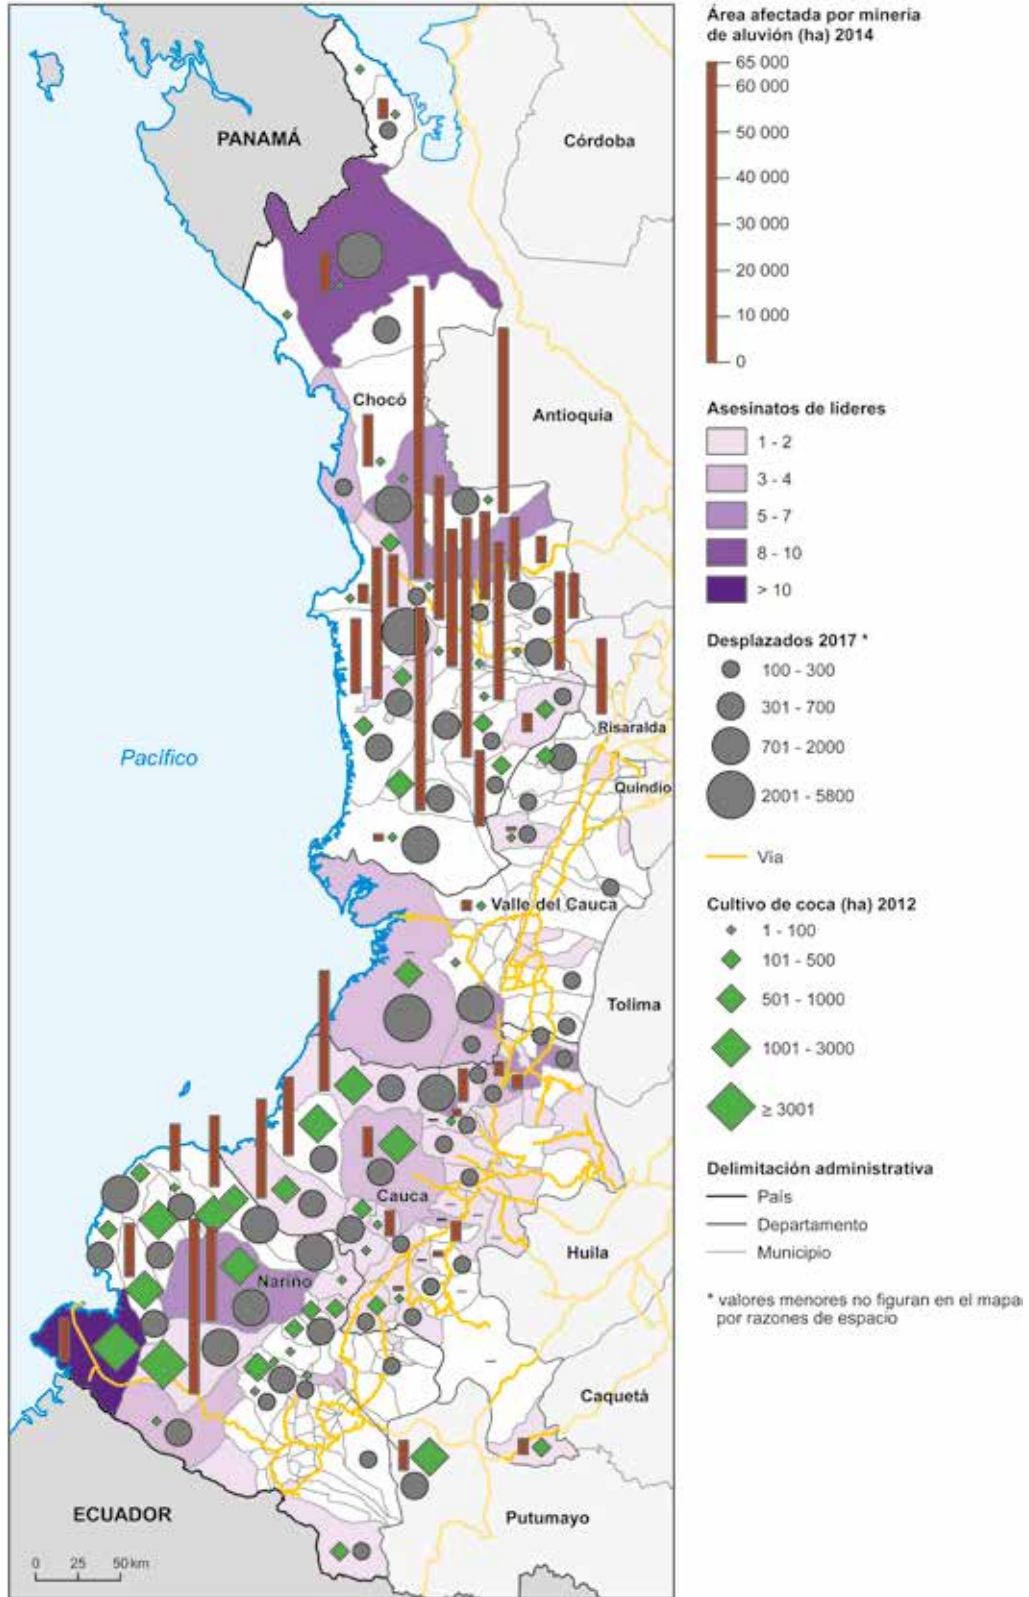 PANAMÁ
Córdoba
Chocó
Antioquia
Pacífico
Risaralda
Quindío
Valle del Cauca
Tolima
Cauca
Huila
Nariño
Caquetá
ECUADOR
Putumayo
0 25 50 km
Área afectada por mineria
de aluvión (ha) 2014
65 000
60 000
50 000
40 000
30 000
20 000
10 000
0
Asesinatos de lideres
1 - 2
3 - 4
5 - 7
8 - 10
> 10
Desplazados 2017 *
100 - 300
301 - 700
701 - 2000
2001 - 5800
Via
Cultivo de coca (ha) 2012
1 - 100
101 - 500
501 - 1000
1001 - 3000
≥ 3001
Delimitación administrativa
País
Departamento
Municipio
* valores menores no figuran en el mapa
por razones de espacio